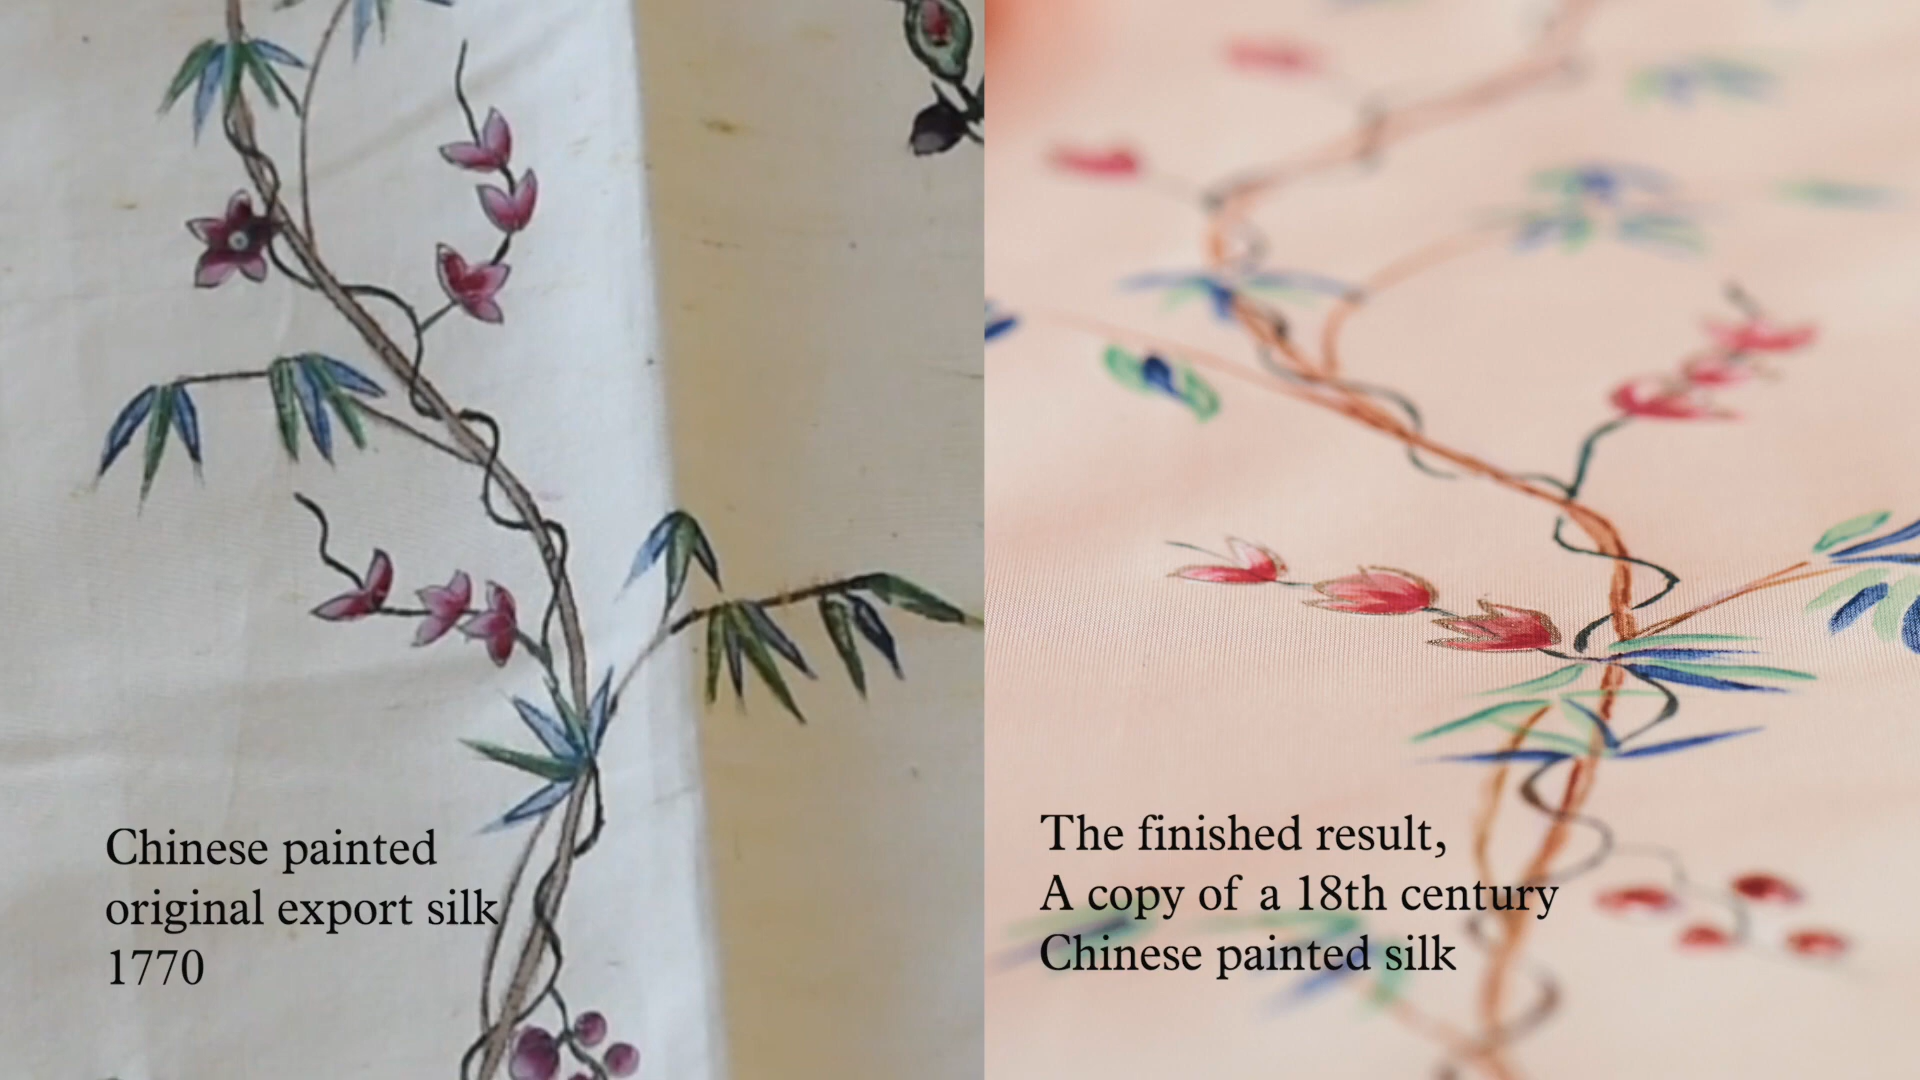 Chinese painted
original export silk
1770
The finished result,
A copy of a 18th century
Chinese painted silk